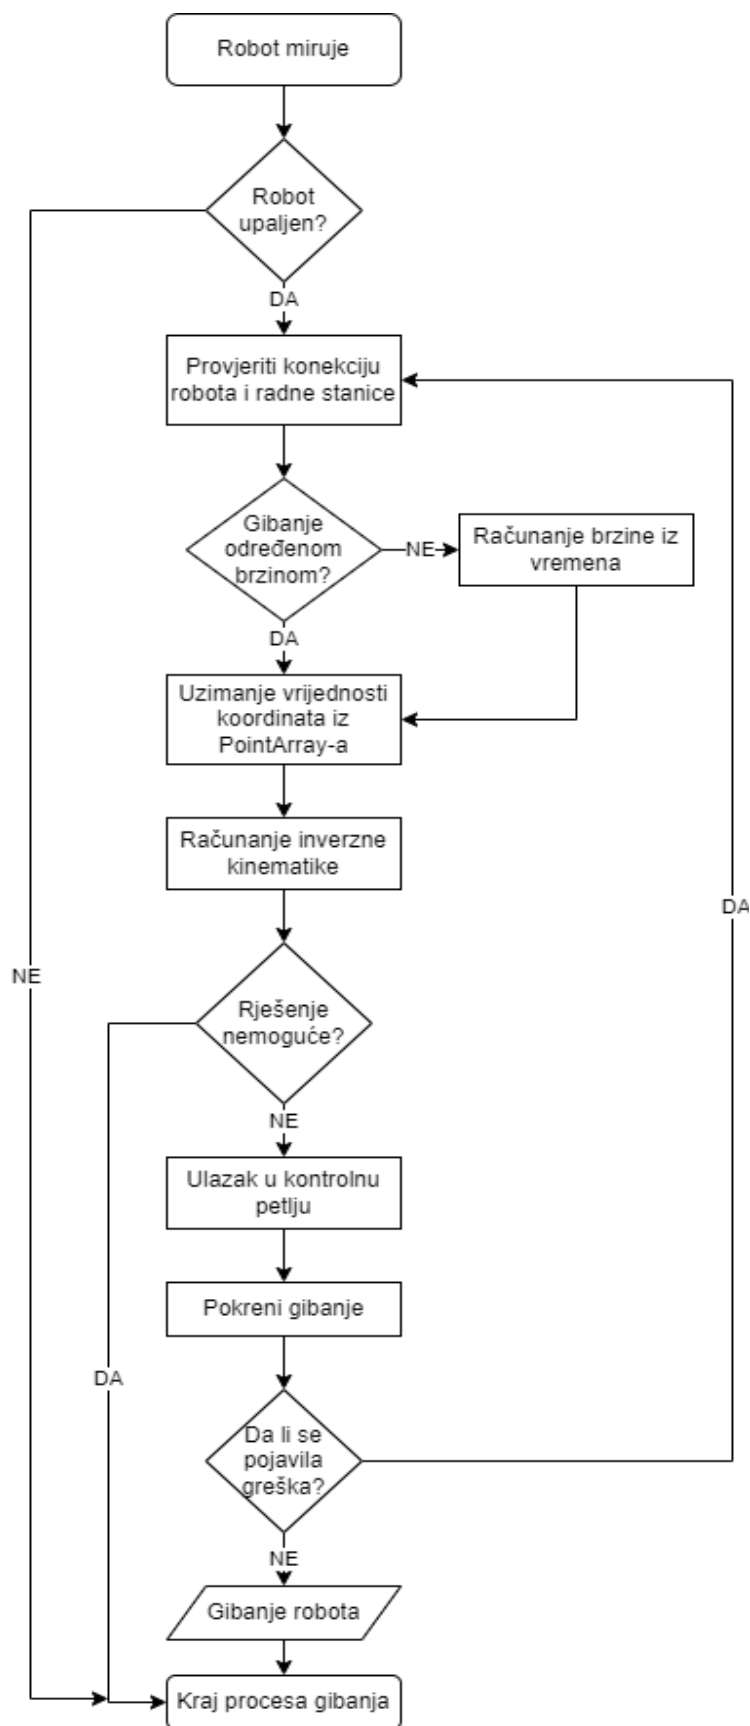 Robot miruje
Robot
upaljen?
DA
Provjeriti konekciju
robota i radne stanice
Gibanje
određenom
brzinom?
NE
Računanje brzine iz
vremena
DA
Uzimanje vrijednosti
koordinata iz
PointArray-a
Računanje inverzne
kinematike
DA
NE
Rješenje
nemoguće?
NE
Ulazak u kontrolnu
petlju
Pokreni gibanje
DA
Da li se
pojavila
greška?
NE
Gibanje robota
Kraj procesa gibanja